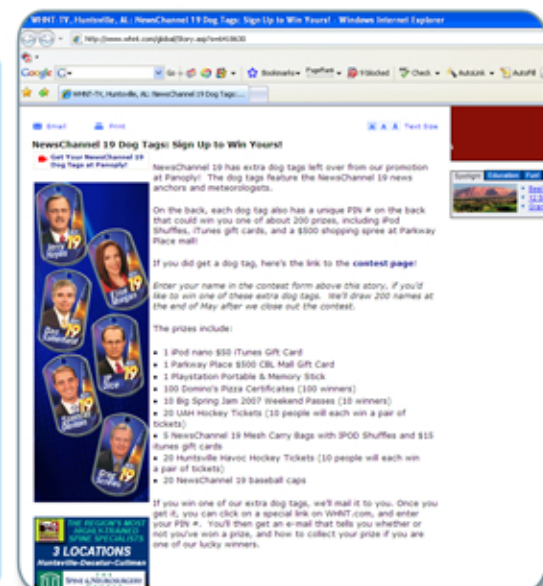 WHNT-TV, Huntsville, AL: NewsChannel 19 Dog Tags: Sign Up to Win Yours! - Windows Internet Explorer
Google
Bookmarks
PageRank
Check
AutoLink
AutoFill
WHNT-TV, Huntsville, AL: NewsChannel 19 Dog Tags:...
Email
Print
A A A Text Size
NewsChannel 19 Dog Tags: Sign Up to Win Yours!
Get Your NewsChannel 19
Dog Tags at Panoply!
NewsChannel 19 has extra dog tags left over from our promotion
at Panoply! The dog tags feature the NewsChannel 19 news
anchors and meteorologists.
On the back, each dog tag also has a unique PIN # on the back
that could win you one of about 200 prizes, including iPod
Shuffles, iTunes gift cards, and a $500 shopping spree at Parkway
Place mall!
If you did get a dog tag, here's the link to the contest page!
Enter your name in the contest form above this story, if you'd
like to win one of these extra dog tags. We'll draw 200 names at
the end of May after we close out the contest.
The prizes include:
▪ 1 iPod nano $50 iTunes Gift Card
▪ 1 Parkway Place $500 CBL Mall Gift Card
▪ 1 Playstation Portable & Memory Stick
▪ 100 Domino's Pizza Certificates (100 winners)
▪ 10 Big Spring Jam 2007 Weekend Passes (10 winners)
▪ 20 UAH Hockey Tickets (10 people will each win a pair of
tickets)
▪ 5 NewsChannel 19 Mesh Carry Bags with IPOD Shuffles and $15
itunes gift cards
▪ 20 Huntsville Havoc Hockey Tickets (10 people will each win
a pair of tickets)
▪ 20 NewsChannel 19 baseball caps
If you win one of our extra dog tags, we'll mail it to you. Once you
get it, you can click on a special link on WHNT.com, and enter
your PIN #. You'll then get an e-mail that tells you whether or
not you've won a prize, and how to collect your prize if you are
one of our lucky winners.
19
19
19
19
THE REGION'S MOST
HIGHLY-TRAINED
SPINE SPECIALISTS
3 LOCATIONS
Huntsville-Decatur-Cullman
Spotlight
Education